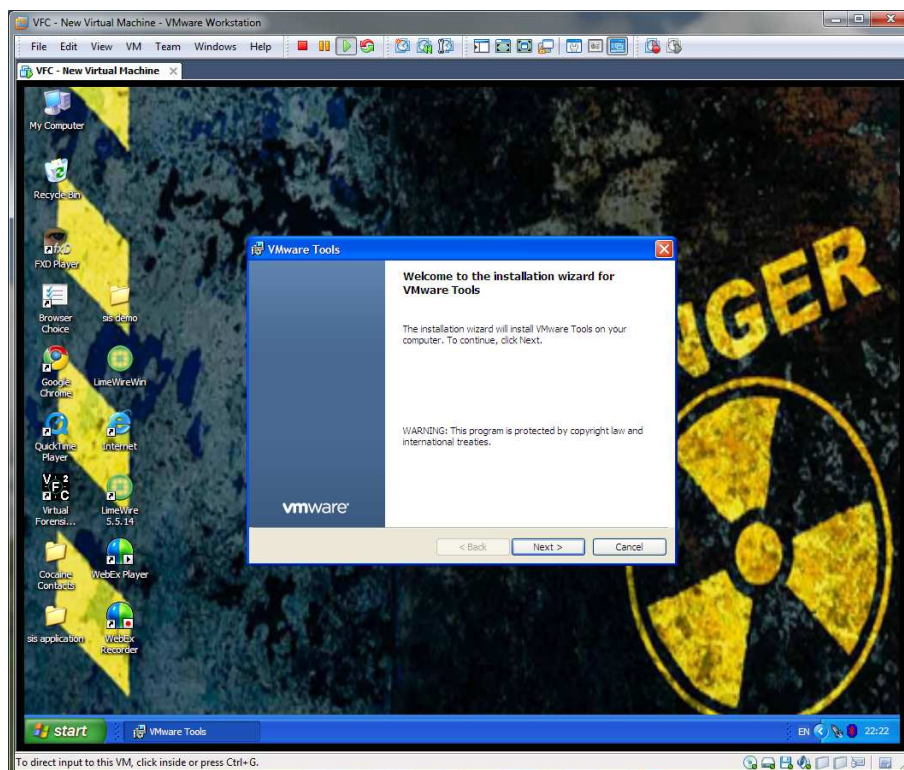 VFC - New Virtual Machine - VMware Workstation
File Edit View VM Team Windows Help
VFC - New Virtual Machine
My Computer
Recycle Bin
FXD Player
Browser
Choice
sis demo
Google
Chrome
LimeWireWin
QuickTime
Player
Internet
V 2
F
C
Virtual
Forensi...
LimeWire
5.5.14
Cocaine
Contacts
WebEx Player
sis application
WebEx
Recorder
VMware Tools
Welcome to the installation wizard for
VMware Tools
The installation wizard will install VMware Tools on your
computer. To continue, click Next.
WARNING: This program is protected by copyright law and
international treaties.
vmware
< Back Next > Cancel
NGER
start
VMware Tools
EN
22:22
To direct input to this VM, click inside or press Ctrl+G.